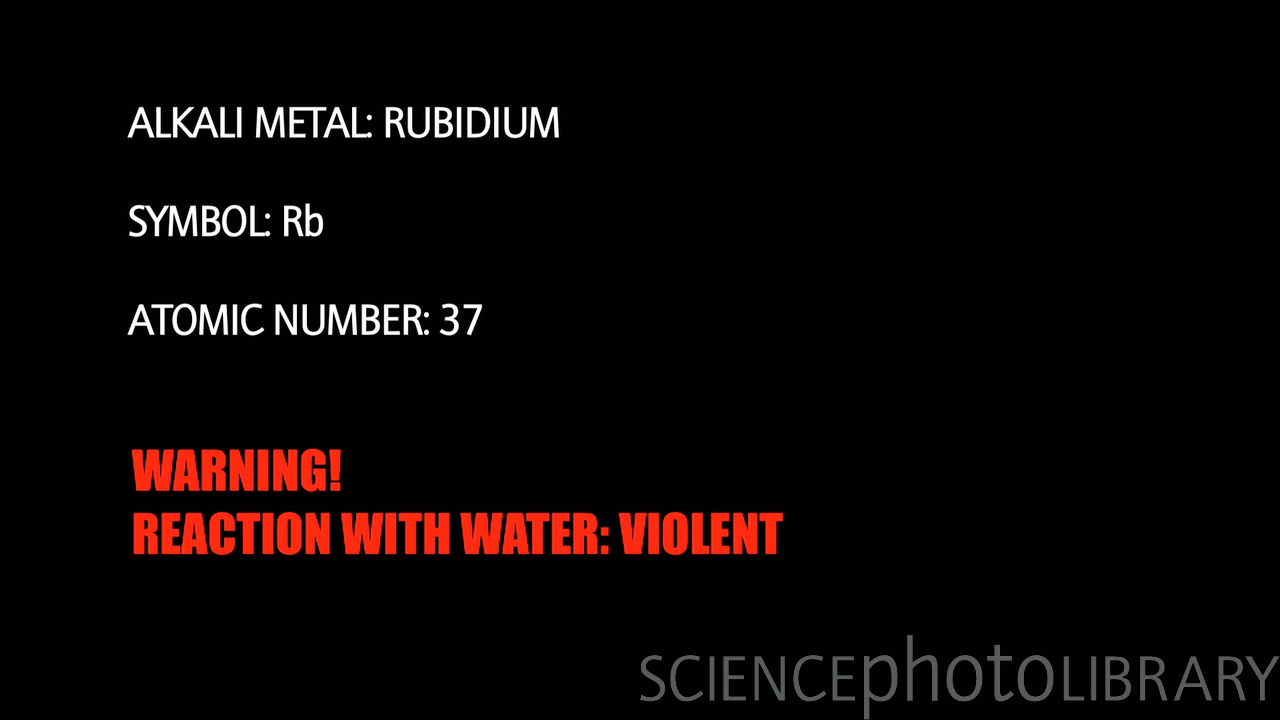 ALKALI METAL: RUBIDIUM
SYMBOL: Rb
ATOMIC NUMBER: 37
WARNING!
REACTION WITH WATER: VIOLENT
SCIENCEphotoLIBRARY